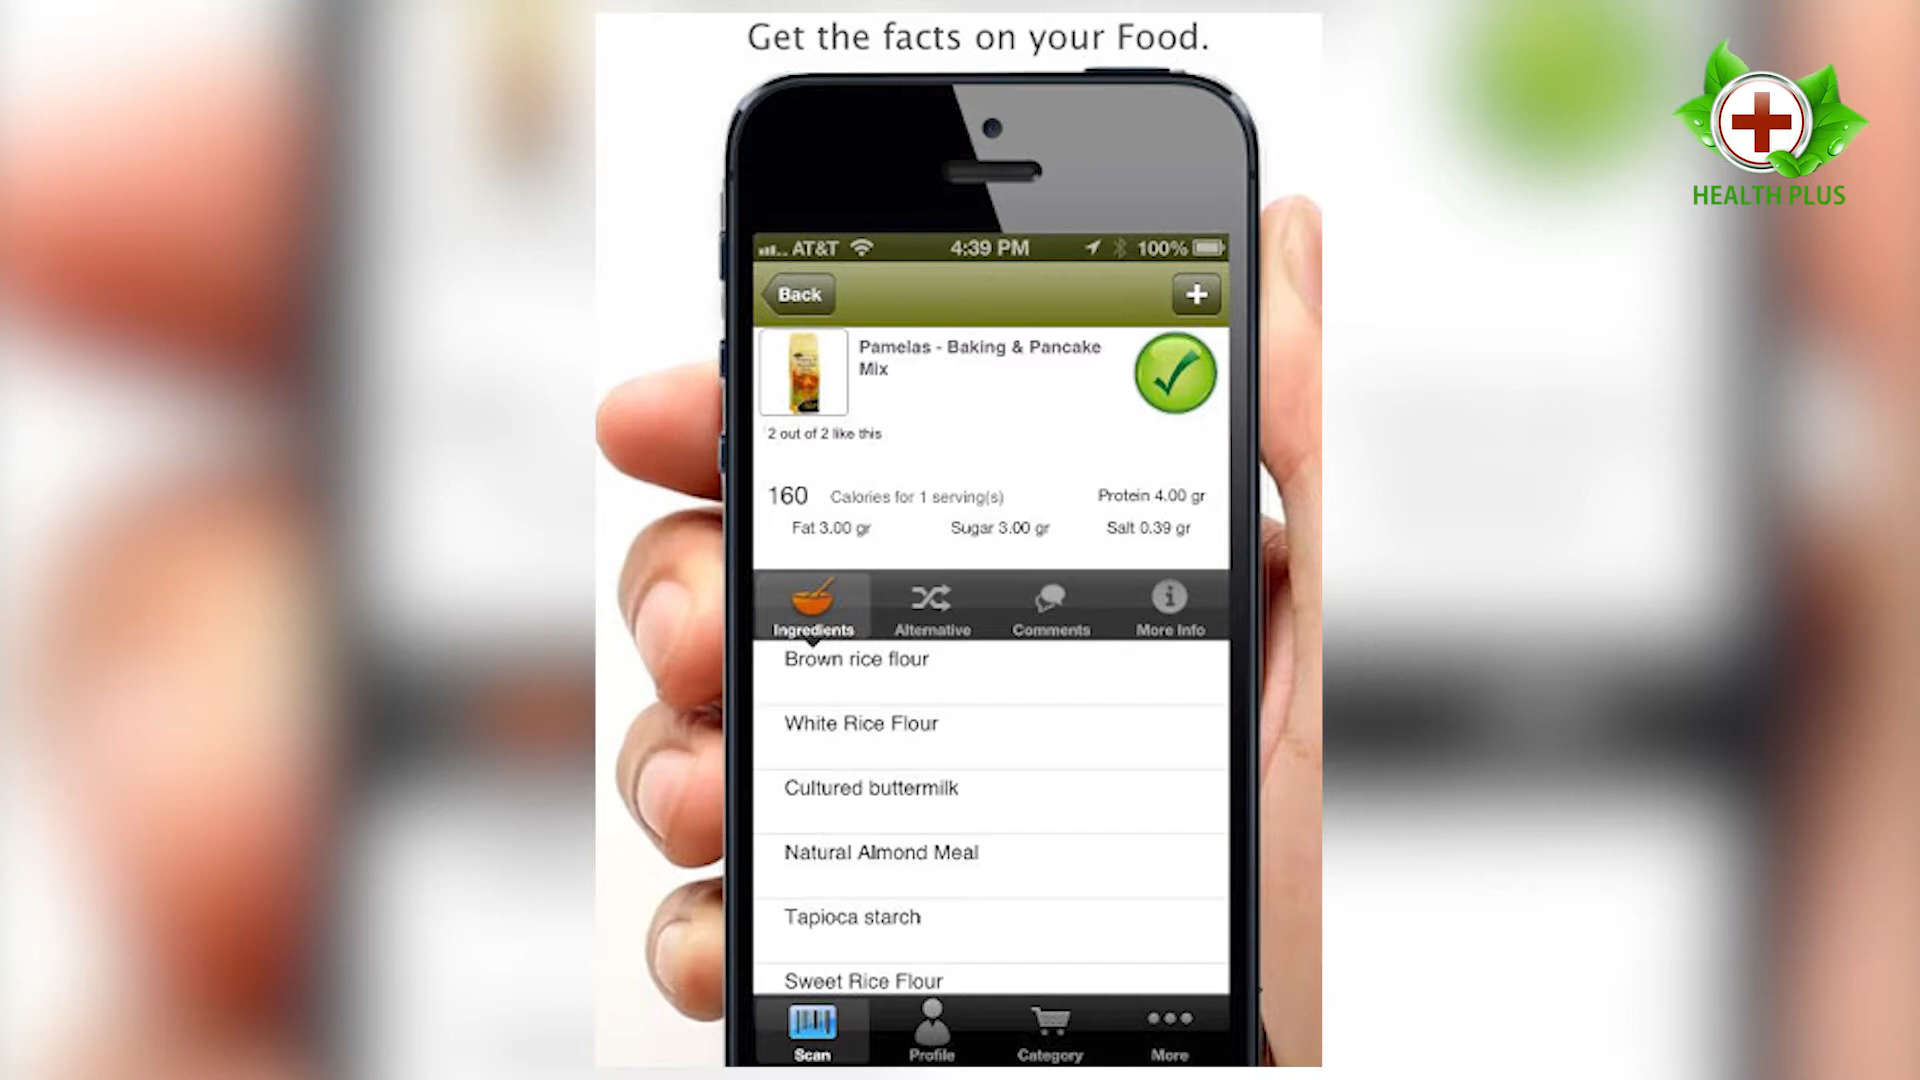 Get the facts on your Food.
HEALTH PLUS
AT&T 4:39 PM 100%
Back
Pamelas - Baking & Pancake
Mix
2 out of 2 like this
160 Calories for 1 serving(s) Protein 4.00 gr
Fat 3.00 gr Sugar 3.00 gr Salt 0.39 gr
Ingredients Alternative Comments More Info
Brown rice flour
White Rice Flour
Cultured buttermilk
Natural Almond Meal
Tapioca starch
Sweet Rice Flour
Scan Profile Category More